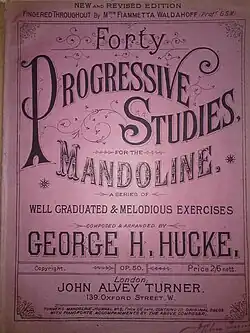 NEW AND REVISED EDITION
FINGERED THROUGHOUT BY MME FIAMMETTA WALDAHOFF
Forty
PROGRESSIVE
STUDIES,
FOR THE
MANDOLINE,
A SERIES OF
WELL GRADUATED & MELODIOUS EXERCISES
COMPOSED & ARRANGED BY
GEORGE H. HUCKE,
Copyright. OP. 50. Price 2/6 nett.
London,
JOHN ALVEY TURNER.
139, OXFORD STREET, W.